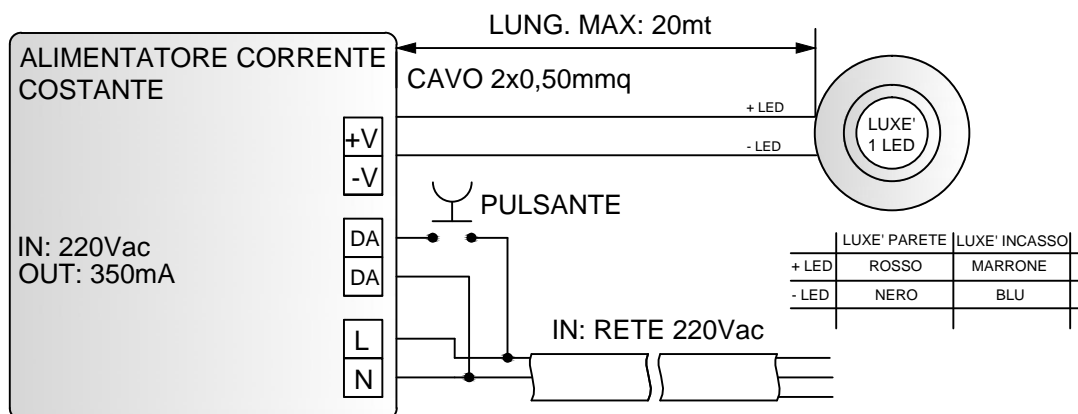 LUNG. MAX: 20mt
ALIMENTATORE CORRENTE
COSTANTE
CAVO 2x0,50mmq
+ LED
- LED
LUXE'
1 LED
+V
-V
PULSANTE
DA
DA
IN: 220Vac
OUT: 350mA
L
N
IN: RETE 220Vac
LUXE' PARETE LUXE' INCASSO
+ LED ROSSO MARRONE
- LED NERO BLU